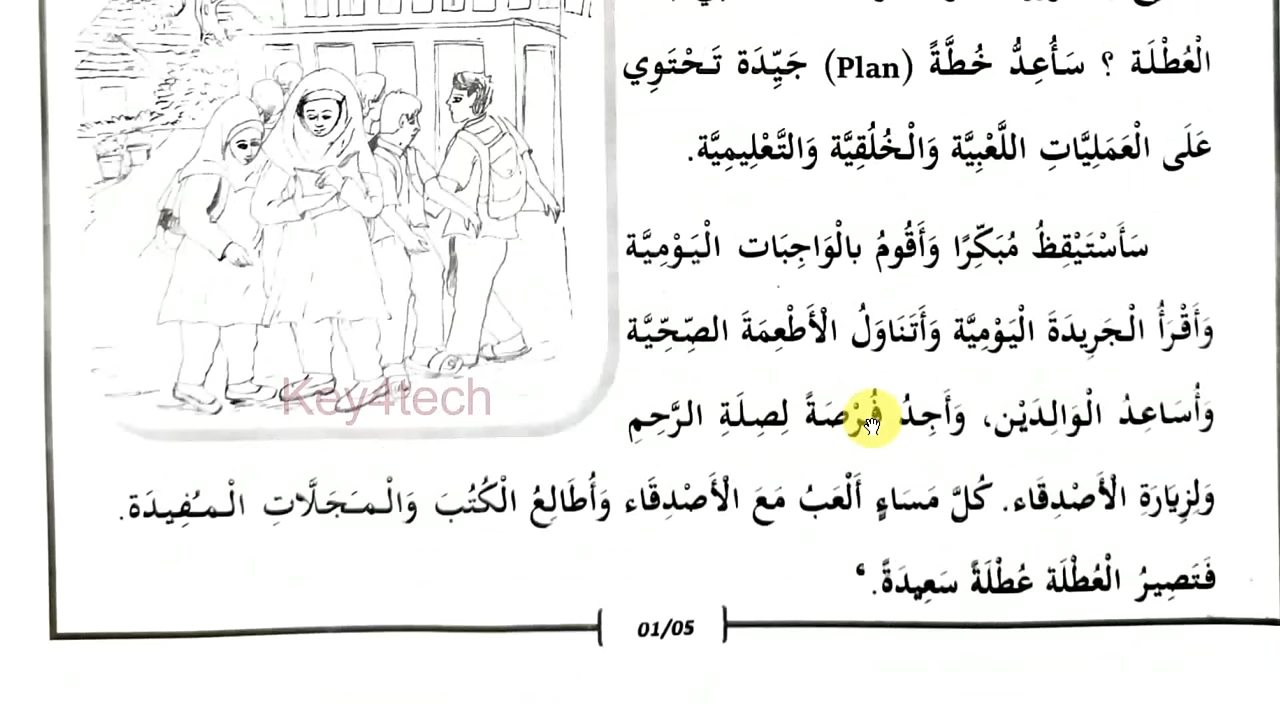 الْعُطْلَة ؟ سَأُعِدُّ خُطَّةً (Plan) جَيِّدَة تَحْتَوِي
عَلَى الْعَمَلِيَّاتِ اللَّعْبِيَّة وَالْخُلُقِيَّة وَالتَّعْلِيمِيَّة.
سَأَسْتَيْقِظُ مُبَكِّرًا وَأَقُومُ بالْوَاجِبَات الْيَوْمِيَّة
وَأَقْرَأُ الْجَرِيدَةَ الْيَوْمِيَّة وَأَتَنَاوَلُ الْأَطْعِمَةَ الصِّحِّيَّة
وَأُسَاعِدُ الْوَالِدَيْن، وَأَجِدُ فُرْصَةً لِصِلَةِ الرَّحِمِ
وَلِزِيَارَةِ الْأَصْدِقَاء. كُلَّ مَسَاءٍ أَلْعَبُ مَعَ الْأَصْدِقَاء وَأُطَالِعُ الْكُتُبَ وَالْمَجَلَّاتِ الْمُفِيدَة.
فَتَصِيرُ الْعُطْلَة عُطْلَةً سَعِيدَةً.‘
01/05
Key4tech